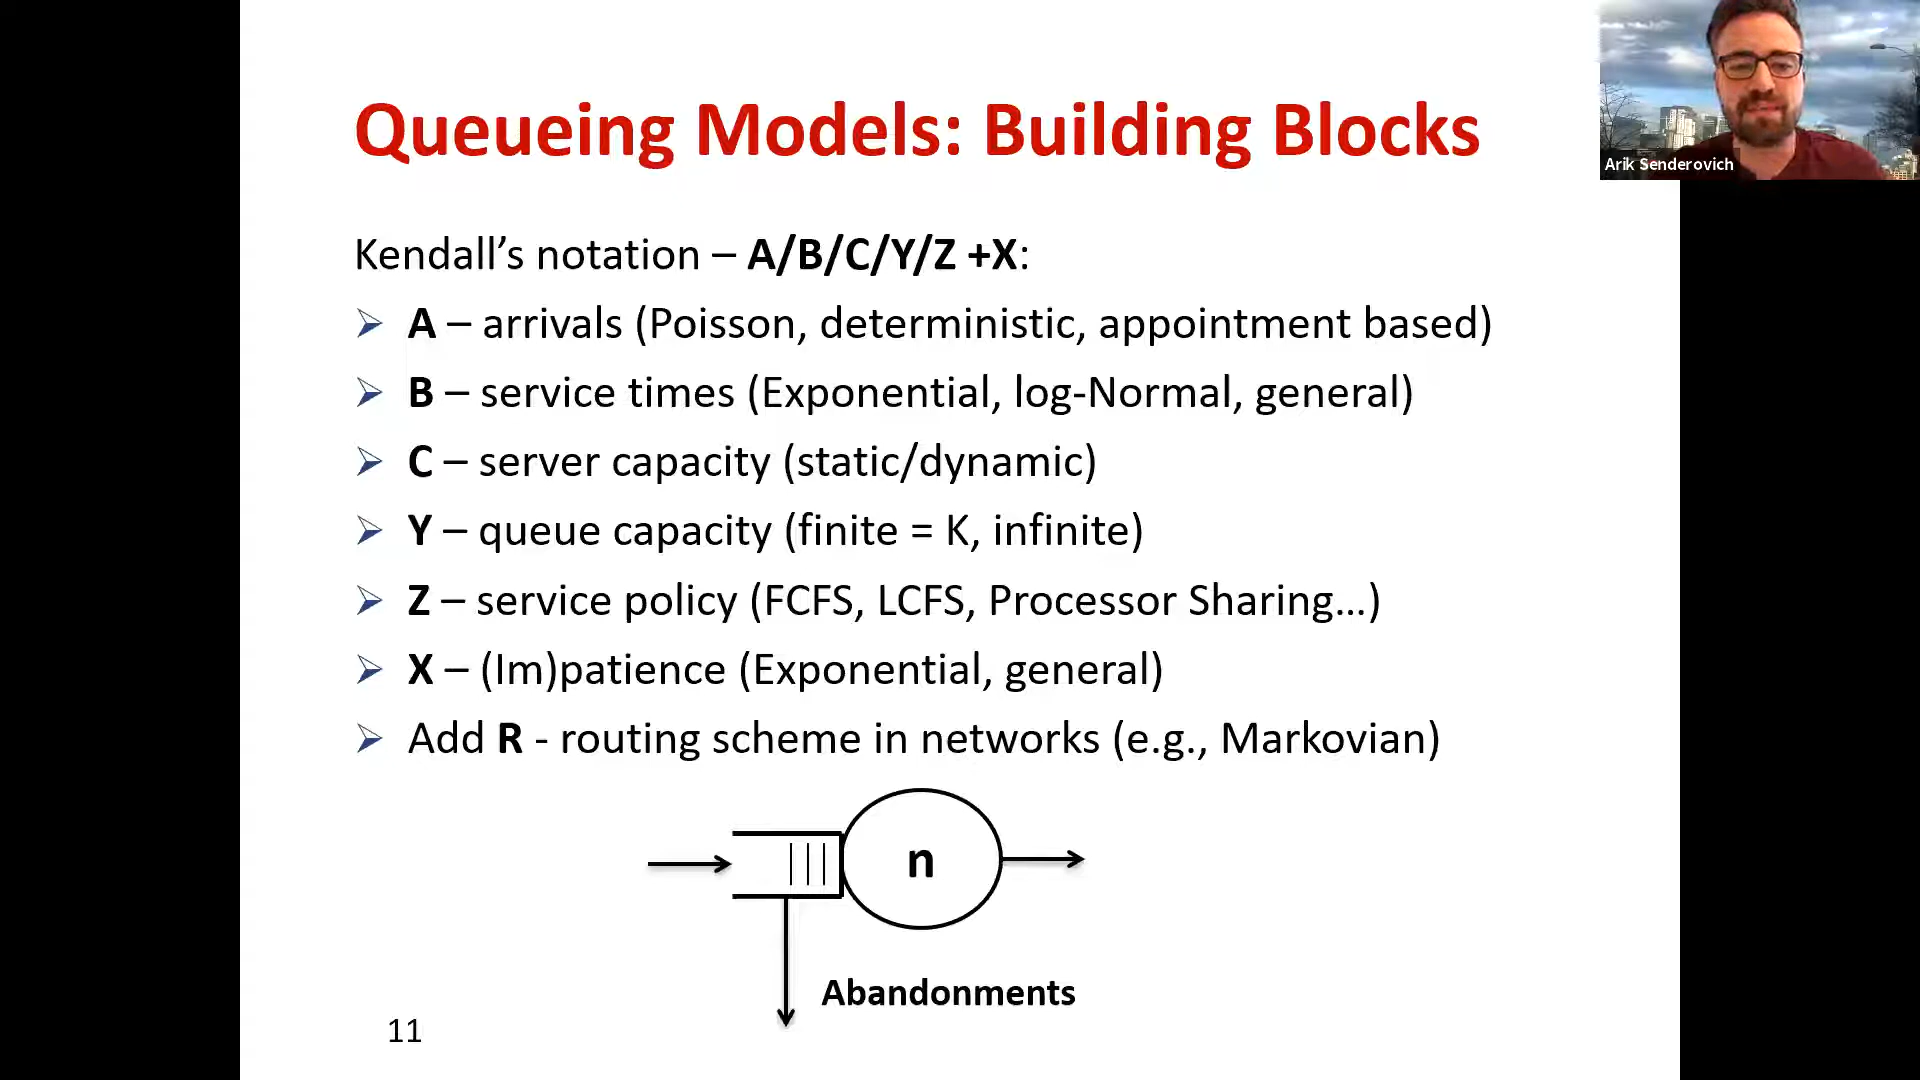 Queueing Models: Building Blocks
Arik Senderovich
Kendall’s notation – A/B/C/Y/Z +X:
➢ A – arrivals (Poisson, deterministic, appointment based)
➢ B – service times (Exponential, log-Normal, general)
➢ C – server capacity (static/dynamic)
➢ Y – queue capacity (finite = K, infinite)
➢ Z – service policy (FCFS, LCFS, Processor Sharing…)
➢ X – (Im)patience (Exponential, general)
➢ Add R - routing scheme in networks (e.g., Markovian)
n
Abandonments
11